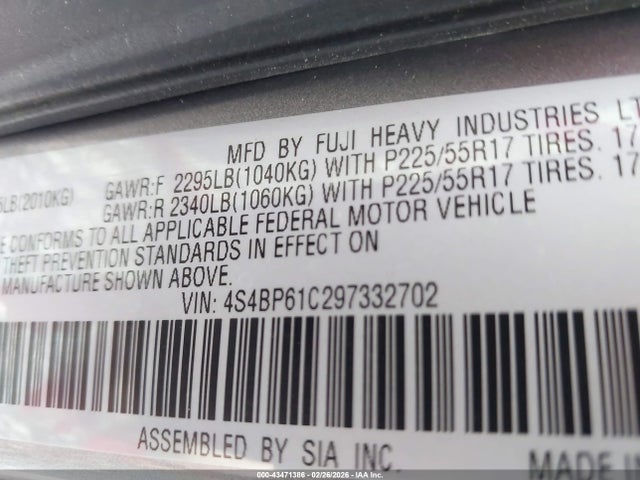 MFD BY FUJI HEAVY INDUSTRIES LT
LB(2010KG) GAWR:F 2295LB(1040KG) WITH P225/55R17 TIRES. 17
GAWR:R 2340LB(1060KG) WITH P225/55R17 TIRES. 17
CONFORMS TO ALL APPLICABLE FEDERAL MOTOR VEHICLE
THEFT PREVENTION STANDARDS IN EFFECT ON
MANUFACTURE SHOWN ABOVE.
VIN: 4S4BP61C297332702
ASSEMBLED BY SIA INC.
MADE IN
000-43471386 | 02/26/2026 - IAAI, Inc.